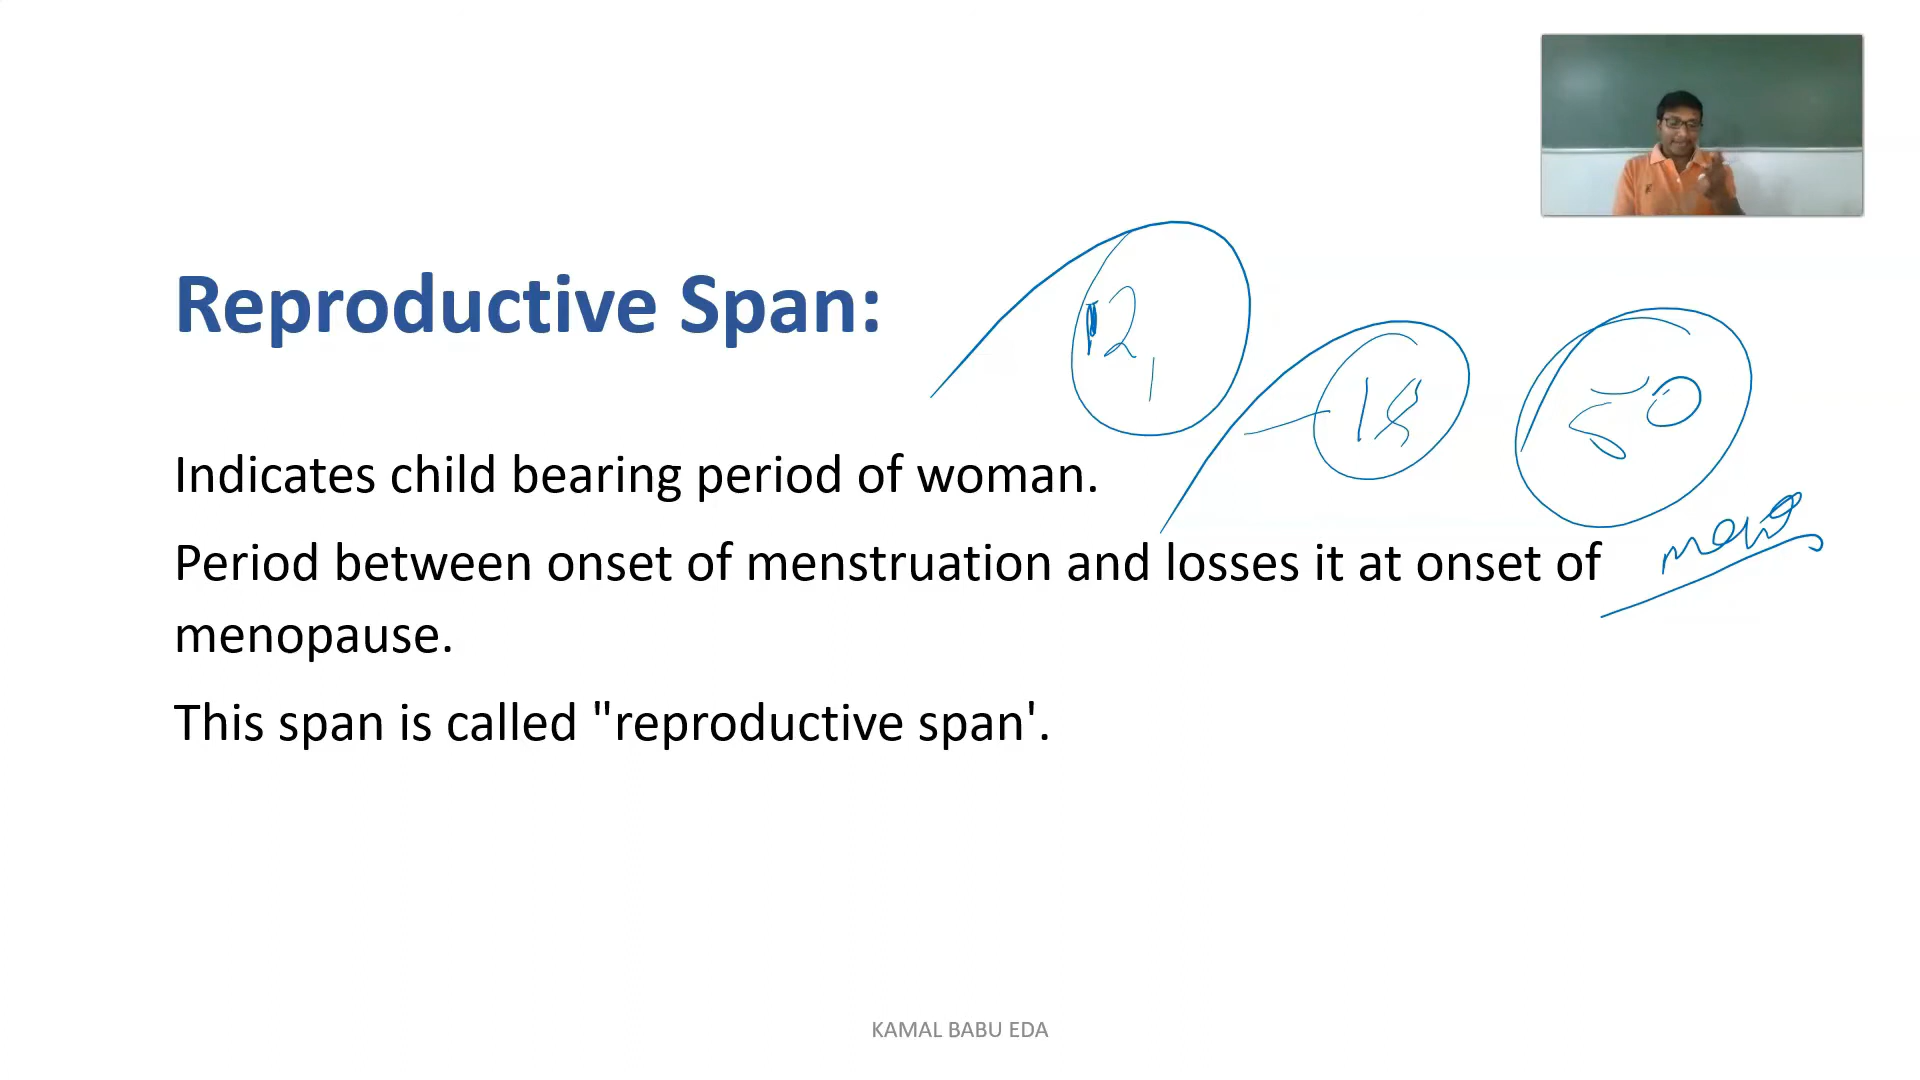 Reproductive Span:
12,
18
50
Indicates child bearing period of woman.
Period between onset of menstruation and losses it at onset of
menopause.
This span is called "reproductive span'.
KAMAL BABU EDA